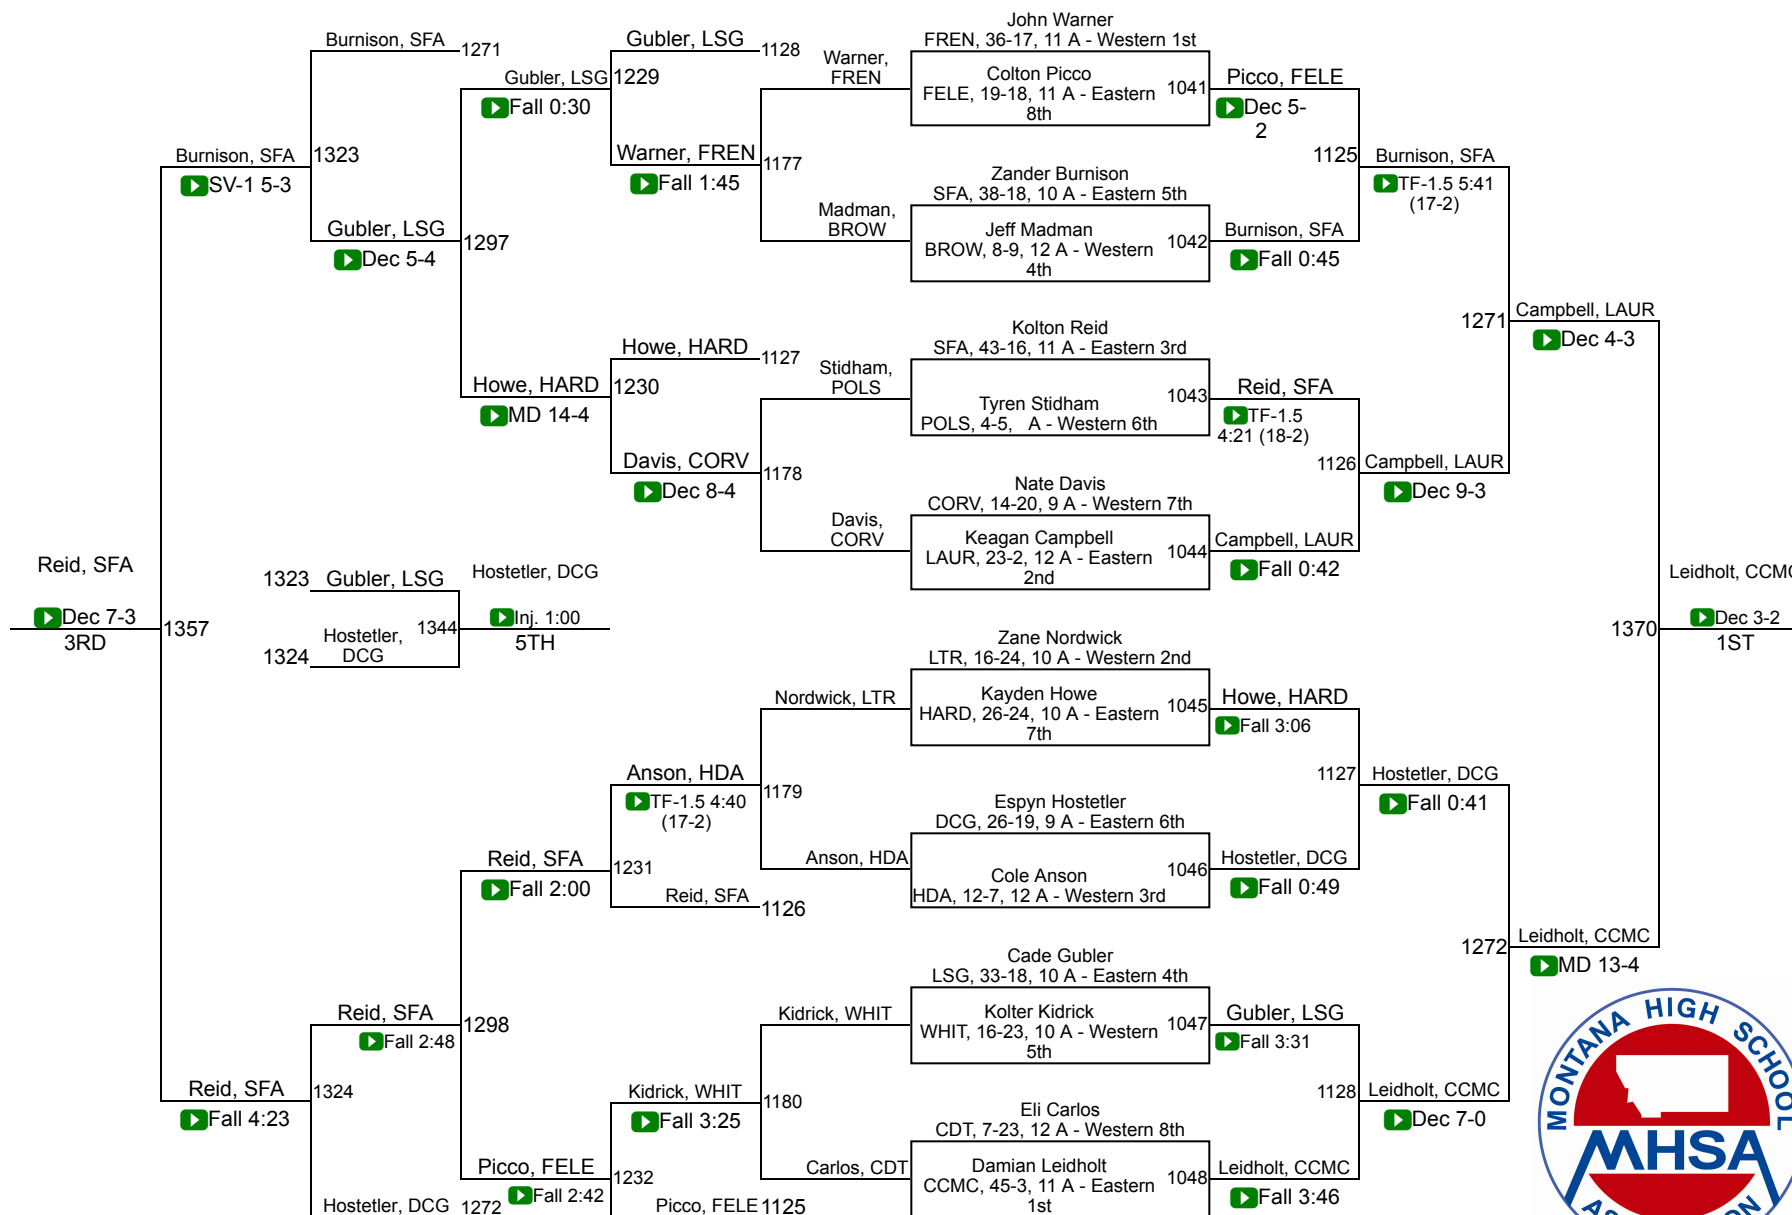 Burnison, SFA
1271
Gubler, LSG
1229
Fall 0:30
Gubler, LSG
1128
Burnison, SFA
1323
SV-1 5-3
Gubler, LSG
1297
Dec 5-4
Warner, FREN
1177
Fall 1:45
Howe, HARD
1230
MD 14-4
Howe, HARD
1127
Davis, CORV
1178
Dec 8-4
Reid, SFA
Dec 7-3
3RD
1357
1323
Gubler, LSG
1324
Hostetler,
DCG
1344
Hostetler, DCG
Inj. 1:00
5TH
Anson, HDA
1179
TF-1.5 4:40
(17-2)
Reid, SFA
1231
Fall 2:00
Reid, SFA
1126
Reid, SFA
1298
Fall 2:48
Reid, SFA
1324
Fall 4:23
Kidrick, WHIT
1180
Fall 3:25
Picco, FELE
1232
Fall 2:42
Hostetler, DCG
1272
Picco, FELE
1125
Warner,
FREN
Madman,
BROW
Stidham,
POLS
Davis,
CORV
Nordwick, LTR
Anson, HDA
Kidrick, WHIT
Carlos, CDT
John Warner
FREN, 36-17, 11 A - Western 1st
Colton Picco
FELE, 19-18, 11 A - Eastern
8th
1041
Picco, FELE
Dec 5-
2
Zander Burnison
SFA, 38-18, 10 A - Eastern 5th
Jeff Madman
BROW, 8-9, 12 A - Western
4th
1042
Burnison, SFA
Fall 0:45
Kolton Reid
SFA, 43-16, 11 A - Eastern 3rd
Tyren Stidham
POLS, 4-5,   A - Western 6th
1043
Reid, SFA
TF-1.5
4:21 (18-2)
Nate Davis
CORV, 14-20, 9 A - Western 7th
Keagan Campbell
LAUR, 23-2, 12 A - Eastern
2nd
1044
Campbell, LAUR
Fall 0:42
Zane Nordwick
LTR, 16-24, 10 A - Western 2nd
Kayden Howe
HARD, 26-24, 10 A - Eastern
7th
1045
Howe, HARD
Fall 3:06
Espyn Hostetler
DCG, 26-19, 9 A - Eastern 6th
Cole Anson
HDA, 12-7, 12 A - Western 3rd
1046
Hostetler, DCG
Fall 0:49
Cade Gubler
LSG, 33-18, 10 A - Eastern 4th
Kolter Kidrick
WHIT, 16-23, 10 A - Western
5th
1047
Gubler, LSG
Fall 3:31
Eli Carlos
CDT, 7-23, 12 A - Western 8th
Damian Leidholt
CCMC, 45-3, 11 A - Eastern
1st
1048
Leidholt, CCMC
Fall 3:46
1125
Burnison, SFA
TF-1.5 5:41
(17-2)
1126
Campbell, LAUR
Dec 9-3
1127
Hostetler, DCG
Fall 0:41
1128
Leidholt, CCMC
Dec 7-0
1271
Campbell, LAUR
Dec 4-3
1272
Leidholt, CCMC
MD 13-4
1370
Leidholt, CCMC
Dec 3-2
1ST
MONTANA HIGH SCHOOL
MHSA